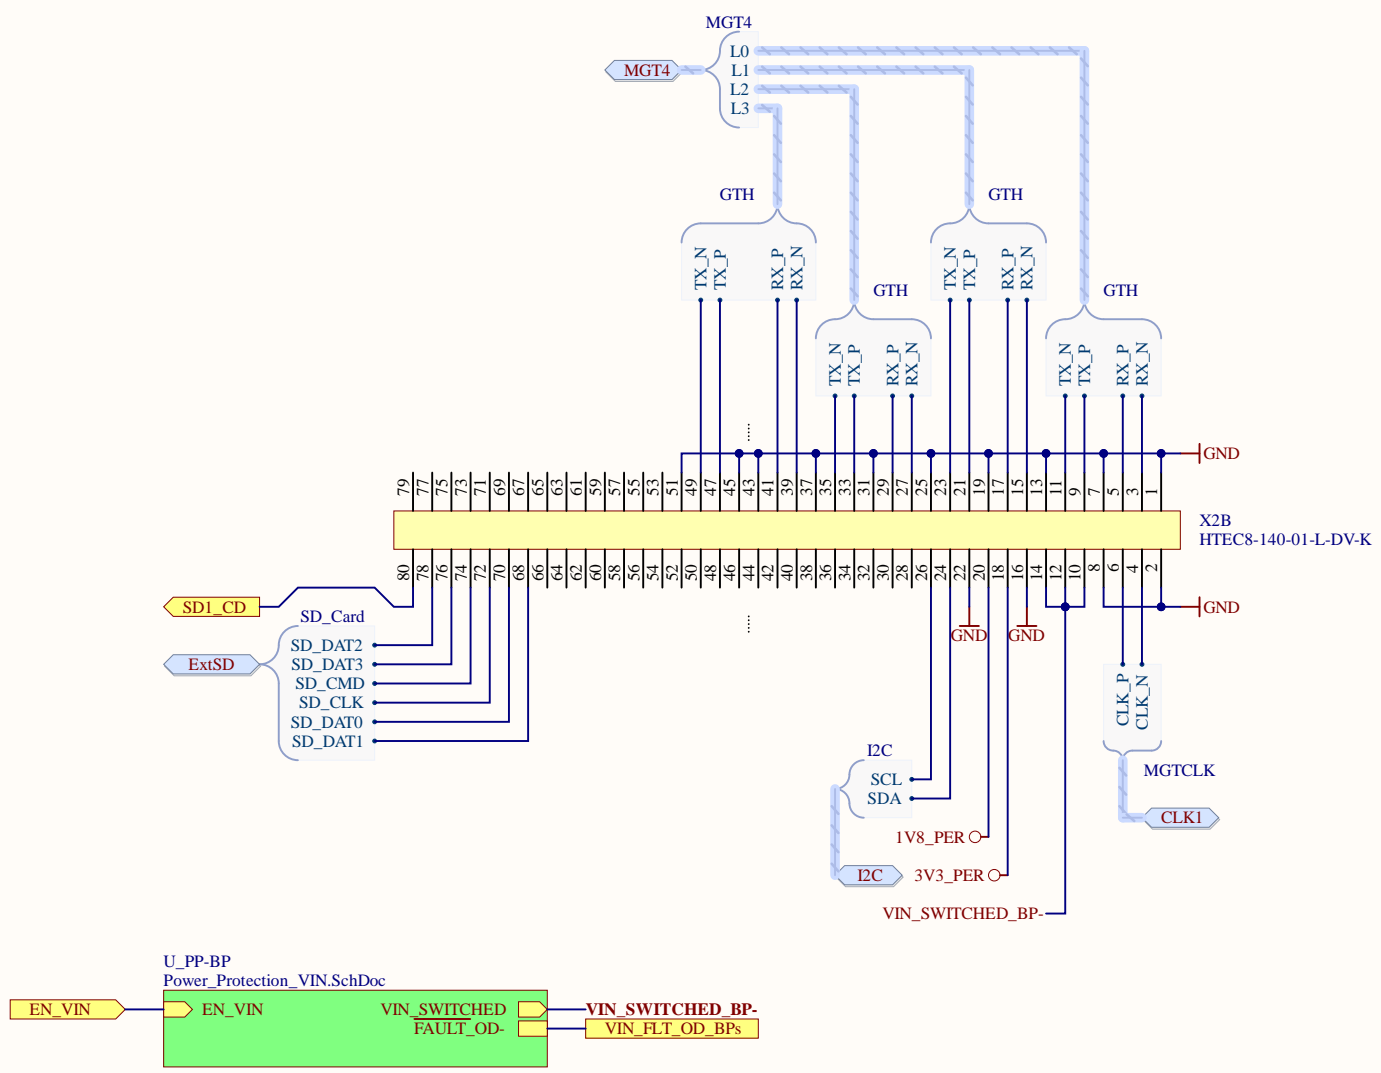 MGT4
MGT4
L0
L1
L2
L3
GTH
TX_N
TX_P
RX_P
RX_N
GTH
TX_N
TX_P
RX_P
RX_N
GTH
TX_N
TX_P
RX_P
RX_N
GTH
TX_N
TX_P
RX_P
RX_N
GND
79 77 75 73 71 69 67 65 63 61 59 57 55 53 51 49 47 45 43 41 39 37 35 33 31 29 27 25 23 21 19 17 15 13 11 9 7 5 3 1
X2B
HTEC8-140-01-L-DV-K
80 78 76 74 72 70 68 66 64 62 60 58 56 54 52 50 48 46 44 42 40 38 36 34 32 30 28 26 24 22 20 18 16 14 12 10 8 6 4 2
SD1_CD
GND
GND
GND
SD_Card
ExtSD
SD_DAT2
SD_DAT3
SD_CMD
SD_CLK
SD_DAT0
SD_DAT1
CLK_P
CLK_N
MGTCLK
CLK1
I2C
SCL
SDA
1V8_PER
I2C
3V3_PER
VIN_SWITCHED_BP-
U_PP-BP
Power_Protection_VIN.SchDoc
EN_VIN
EN_VIN
VIN_SWITCHED
VIN_SWITCHED_BP-
FAULT_OD-
VIN_FLT_OD_BPs